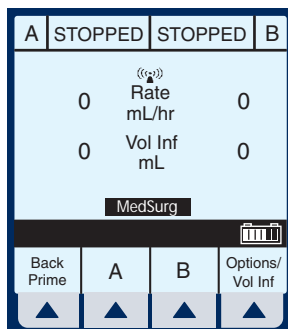 A STOPPED STOPPED B
Rate
0 mL/hr 0
Vol Inf
0 mL 0
MedSurg
Back Prime A B Options/ Vol Inf